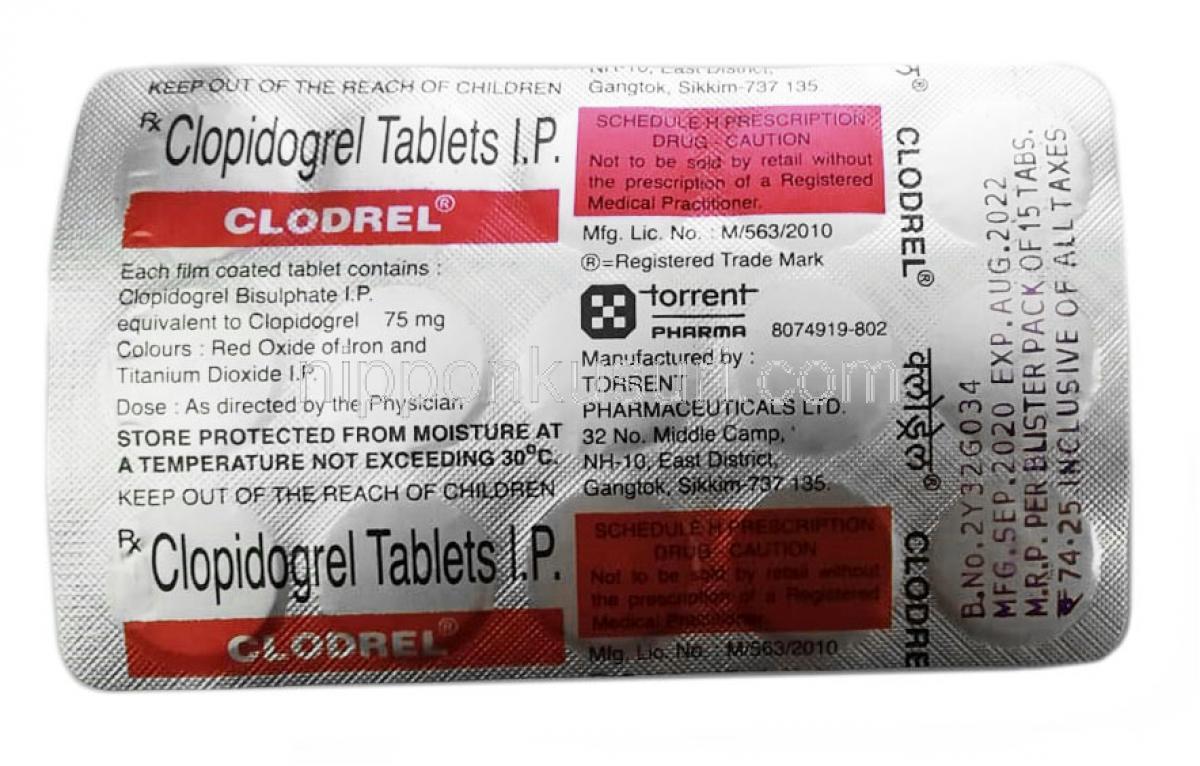 KEEP OUT OF THE REACH OF CHILDREN
Rx Clopidogrel Tablets I.P.
CLODREL®
Each film coated tablet contains :
Clopidogrel Bisulphate I.P.
equivalent to Clopidogrel 75 mg
Colours : Red Oxide of Iron and
Titanium Dioxide I.P.
Dose : As directed by the Physician
STORE PROTECTED FROM MOISTURE AT
A TEMPERATURE NOT EXCEEDING 30°C.
KEEP OUT OF THE REACH OF CHILDREN
Rx Clopidogrel Tablets I.P.
CLODREL®
NH-10, East District,
Gangtok, Sikkim-737 135
SCHEDULE H PRESCRIPTION
DRUG - CAUTION
Not to be sold by retail without
the prescription of a Registered
Medical Practitioner.
Mfg. Lic. No. : M/563/2010
®=Registered Trade Mark
torrent
PHARMA 8074919-802
Manufactured by :
TORRENT
PHARMACEUTICALS LTD.
32 No. Middle Camp,
NH-10, East District,
Gangtok, Sikkim-737 135.
SCHEDULE H PRESCRIPTION
DRUG - CAUTION
Not to be sold by retail without
the prescription of a Registered
Medical Practitioner.
Mfg. Lic. No. : M/563/2010
®
CLODREL®
क्लोड्रेल®
CLODRE
B.No.2Y32G034
MFG.SEP.2020 EXP.AUG.2022
M.R.P. PER BLISTER PACK OF 15 TABS.
₹ 74.25 INCLUSIVE OF ALL TAXES
nipponkusuri.com